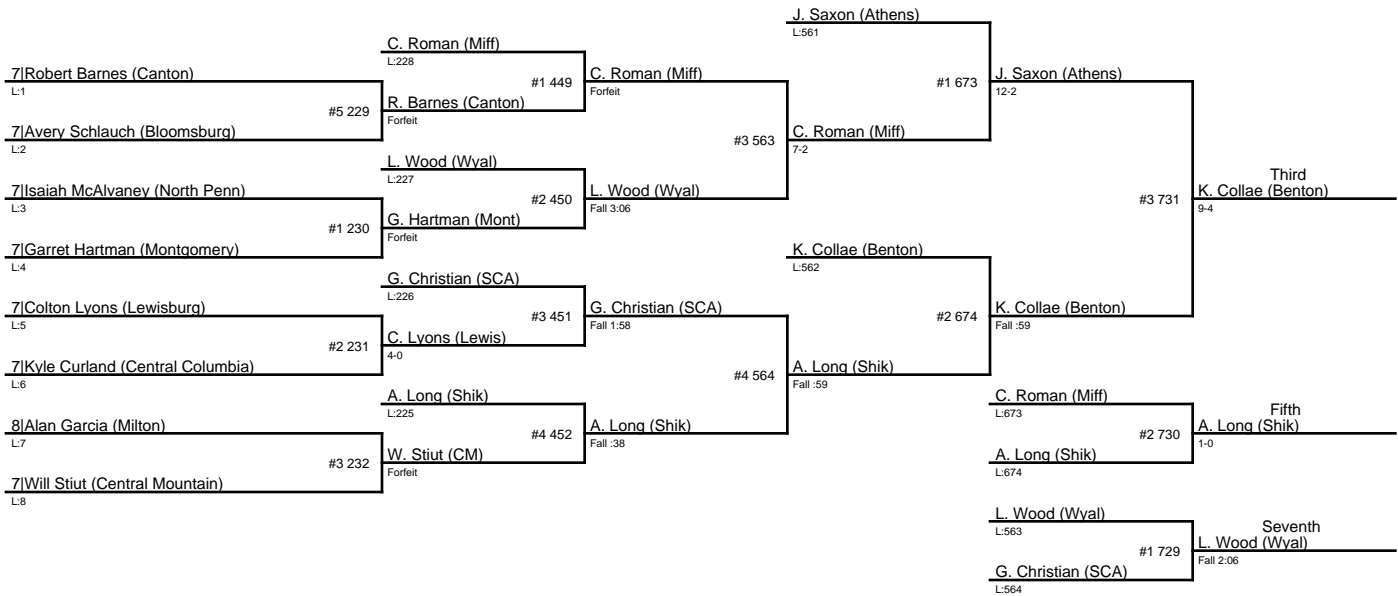 J. Saxon (Athens)
L:561
C. Roman (Miff)
L:228
7|Robert Barnes (Canton)
L:1
#1 449
C. Roman (Miff)
Forfeit
#1 673
J. Saxon (Athens)
12-2
#5 229
R. Barnes (Canton)
Forfeit
7|Avery Schlauch (Bloomsburg)
L:2
#3 563
C. Roman (Miff)
7-2
L. Wood (Wyal)
L:227
7|Isaiah McAlvaney (North Penn)
L:3
#2 450
L. Wood (Wyal)
Fall 3:06
#3 731
Third
K. Collae (Benton)
9-4
#1 230
G. Hartman (Mont)
Forfeit
7|Garret Hartman (Montgomery)
L:4
K. Collae (Benton)
L:562
G. Christian (SCA)
L:226
7|Colton Lyons (Lewisburg)
L:5
#3 451
G. Christian (SCA)
Fall 1:58
#2 674
K. Collae (Benton)
Fall :59
#2 231
C. Lyons (Lewis)
4-0
7|Kyle Curland (Central Columbia)
L:6
#4 564
A. Long (Shik)
Fall :59
A. Long (Shik)
L:225
C. Roman (Miff)
L:673
8|Alan Garcia (Milton)
L:7
#4 452
A. Long (Shik)
Fall :38
#2 730
Fifth
A. Long (Shik)
1-0
#3 232
W. Stiut (CM)
Forfeit
A. Long (Shik)
L:674
7|Will Stiut (Central Mountain)
L:8
L. Wood (Wyal)
L:563
#1 729
Seventh
L. Wood (Wyal)
Fall 2:06
G. Christian (SCA)
L:564